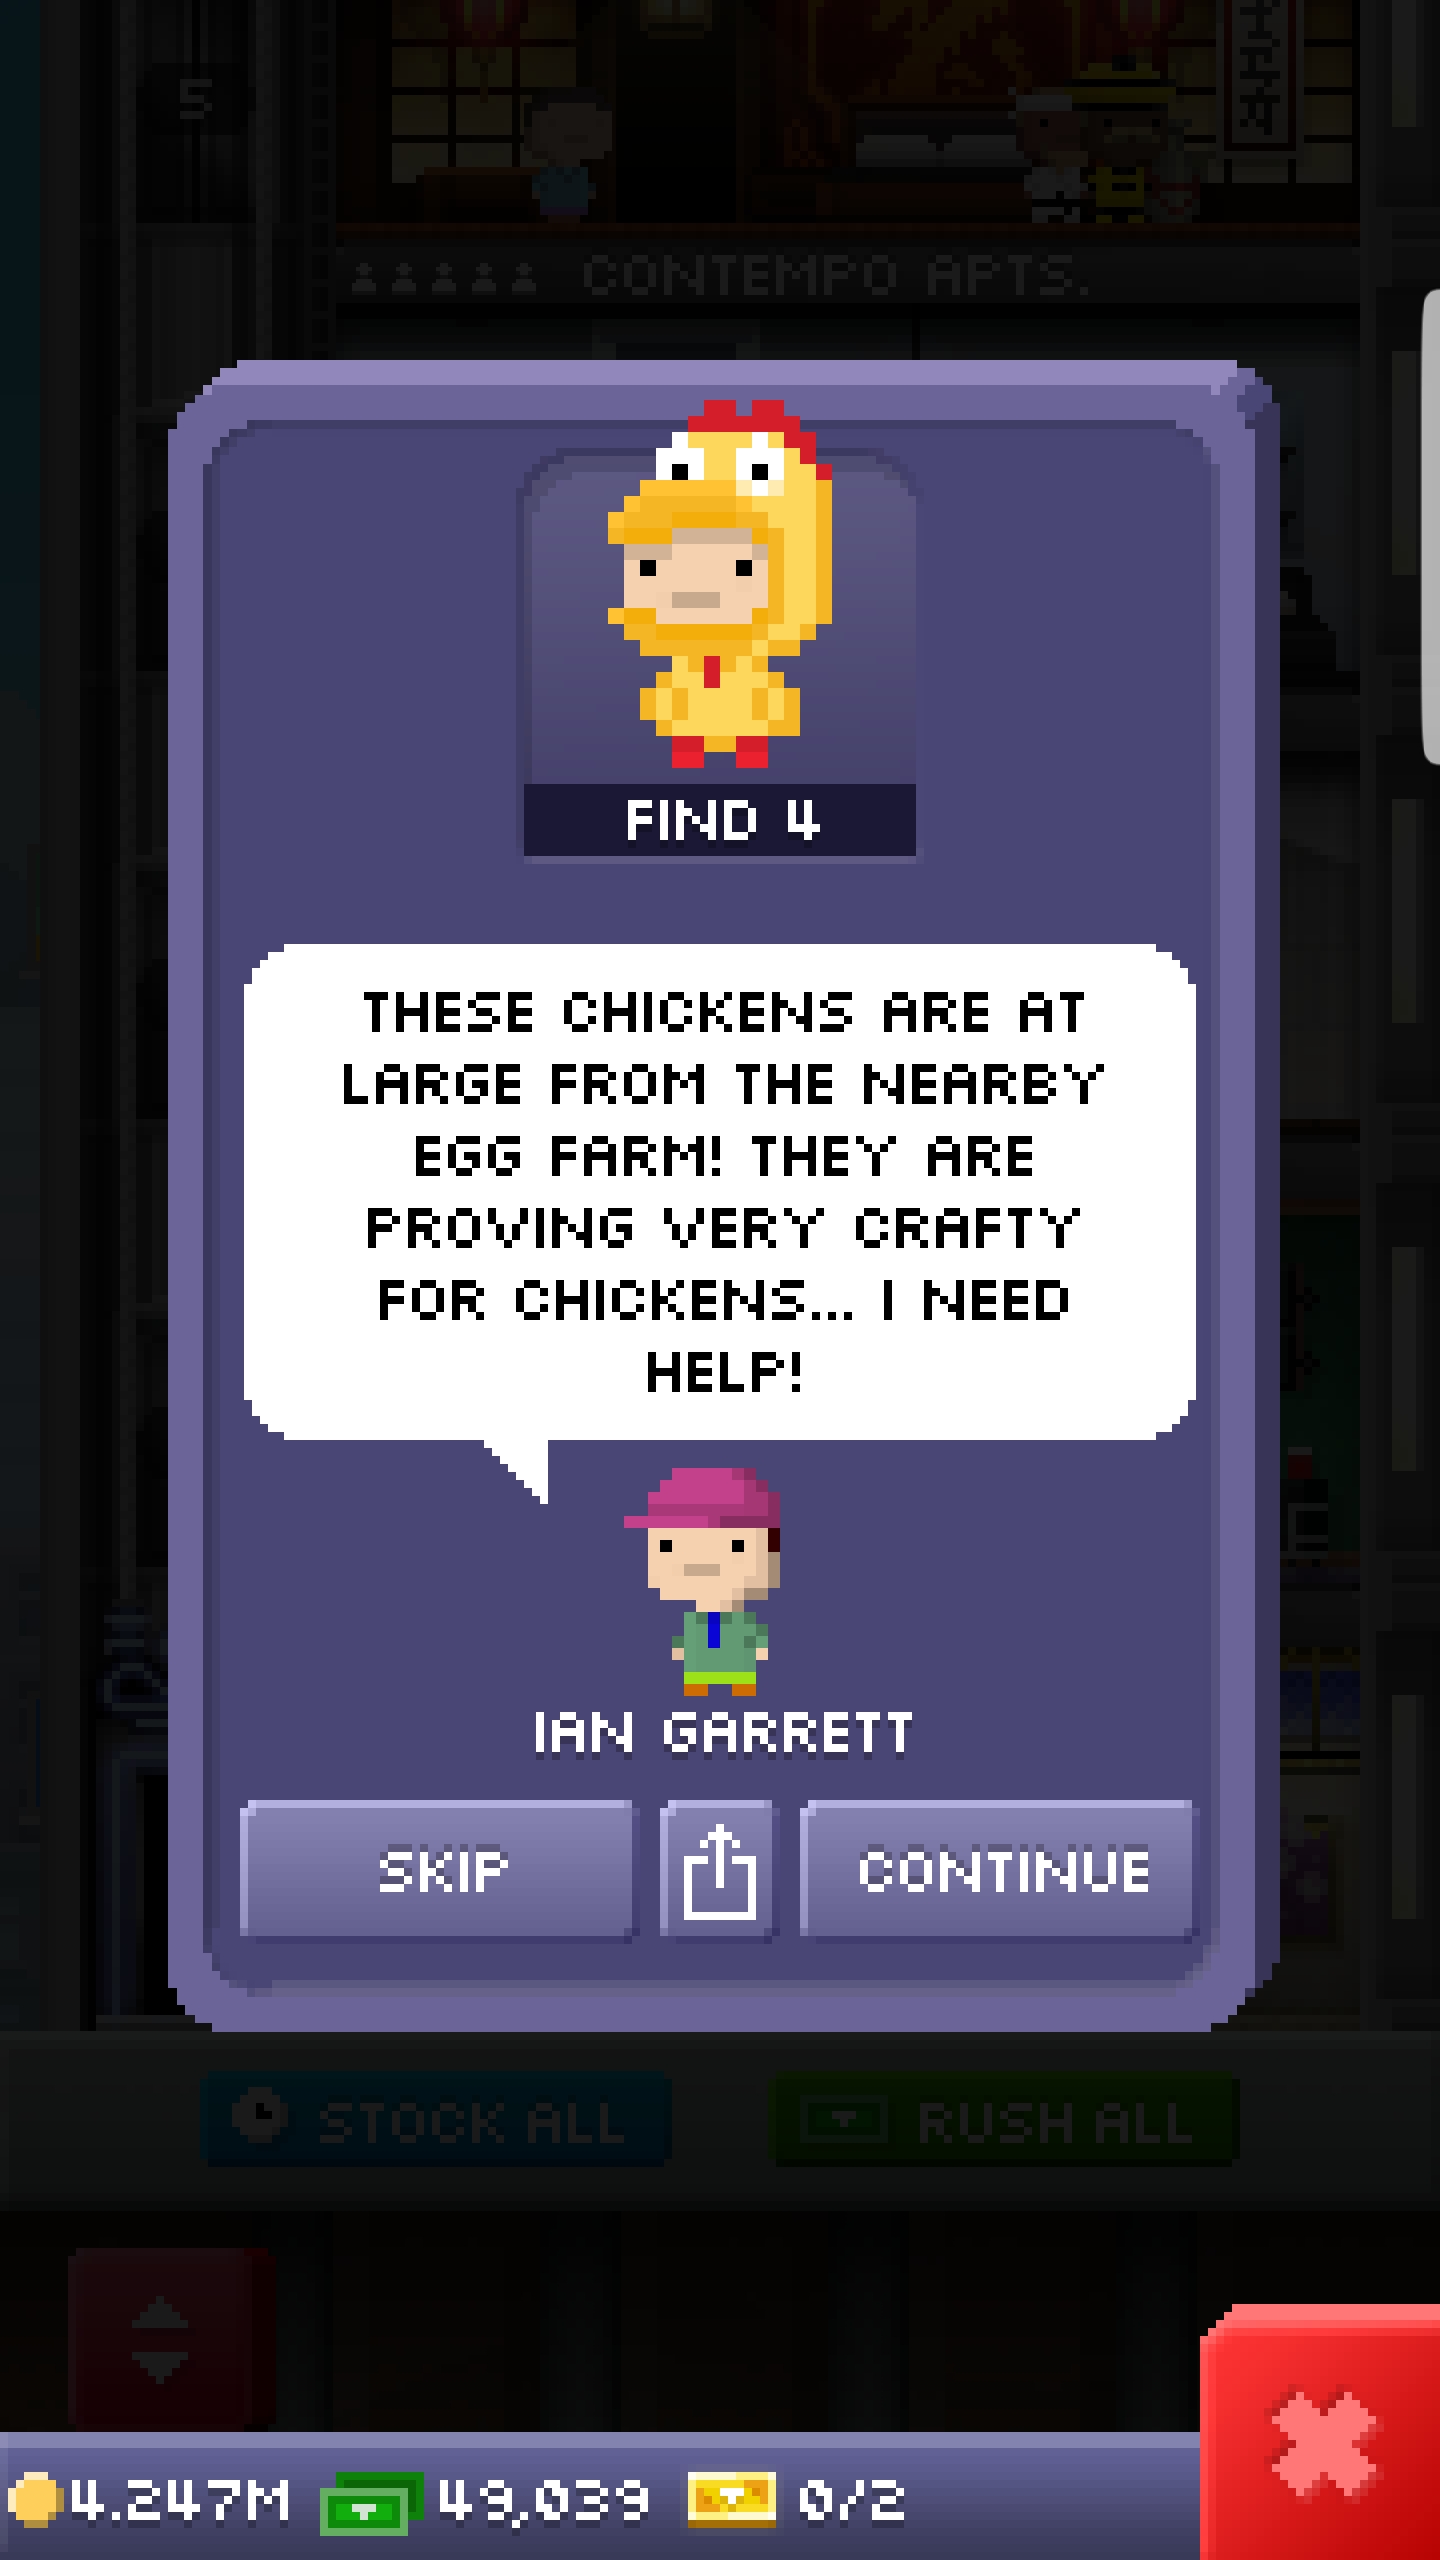 5
CONTEMPO APTS.
FIND 4
THESE CHICKENS ARE AT
LARGE FROM THE NEARBY
EGG FARM! THEY ARE
PROVING VERY CRAFTY
FOR CHICKENS... I NEED
HELP!
IAN GARRETT
SKIP
CONTINUE
STOCK ALL
RUSH ALL
4.247M
49,039
0/2